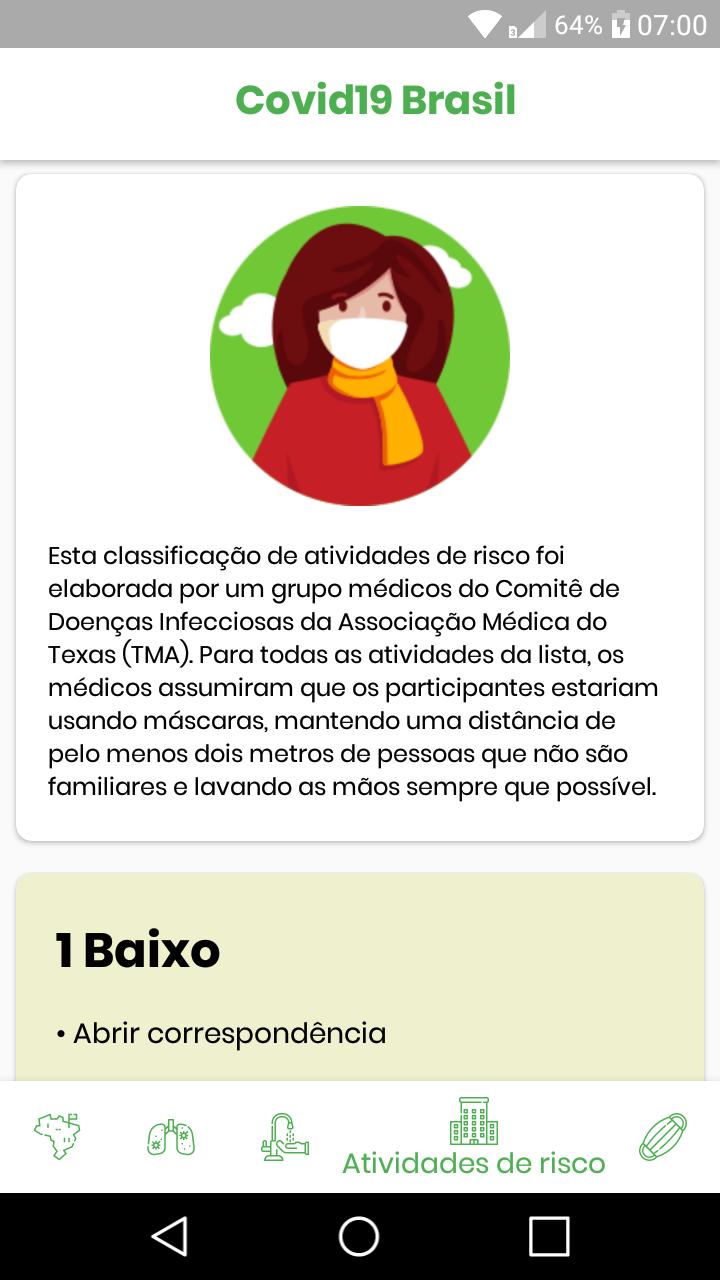 64% 07:00
Covid19 Brasil
Esta classificação de atividades de risco foi
elaborada por um grupo médicos do Comitê de
Doenças Infecciosas da Associação Médica do
Texas (TMA). Para todas as atividades da lista, os
médicos assumiram que os participantes estariam
usando máscaras, mantendo uma distância de
pelo menos dois metros de pessoas que não são
familiares e lavando as mãos sempre que possível.
1 Baixo
• Abrir correspondência
Atividades de risco